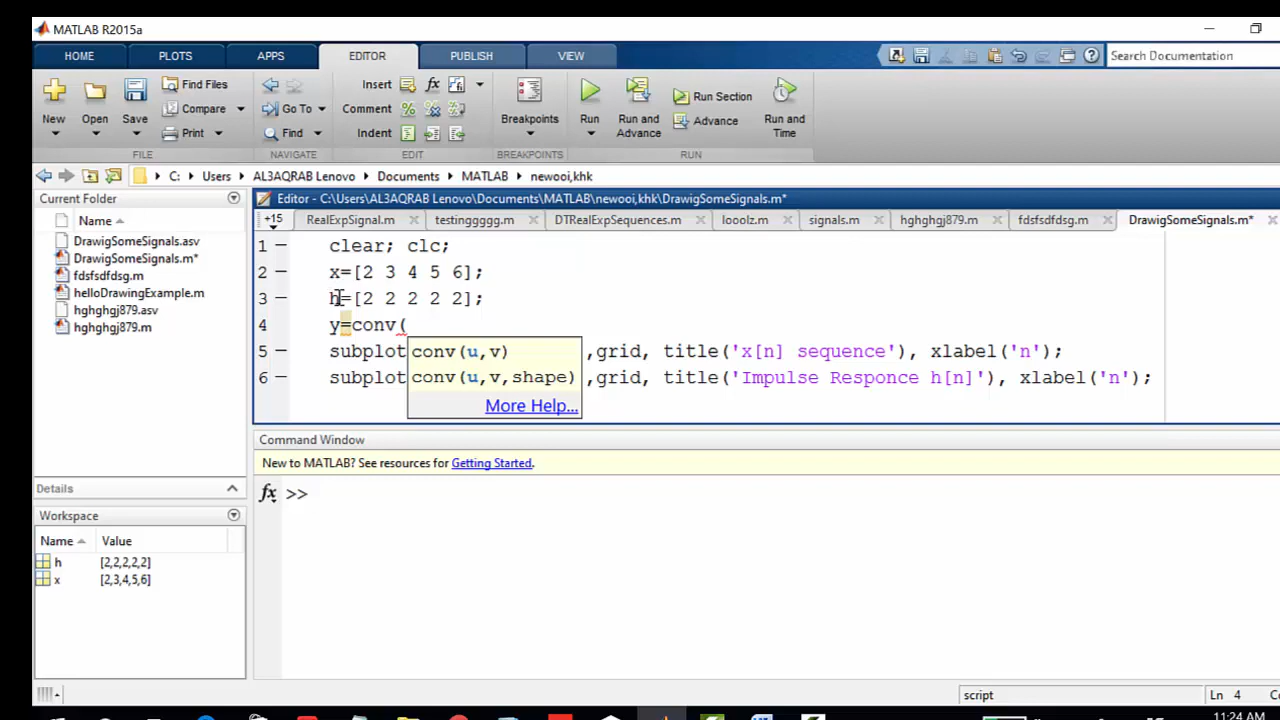 MATLAB R2015a
HOME PLOTS APPS EDITOR PUBLISH VIEW Search Documentation
New Open Save Find Files Compare Print
Go To Find
Insert fx Comment Indent
Breakpoints Run Run and Advance Run Section Advance Run and Time
FILE NAVIGATE EDIT BREAKPOINTS RUN
C: Users AL3AQRAB Lenovo Documents MATLAB newooi,khk
Current Folder
Name
DrawigSomeSignals.asv
DrawigSomeSignals.m*
fdsfsdfdsg.m
helloDrawingExample.m
hghghgj879.asv
hghghgj879.m
Details
Workspace
Name Value
h [2,2,2,2,2]
x [2,3,4,5,6]
Editor - C:\Users\AL3AQRAB Lenovo\Documents\MATLAB\newooi,khk\DrawigSomeSignals.m*
+15 RealExpSignal.m testinggggg.m DTRealExpSequences.m looolz.m signals.m hghghgj879.m fdsfsdfdsg.m DrawigSomeSignals.m*
1 clear; clc;
2 x=[2 3 4 5 6];
3 h=[2 2 2 2 2];
4 y=conv(
5 subplot ,grid, title('x[n] sequence'), xlabel('n');
6 subplot ,grid, title('Impulse Responce h[n]'), xlabel('n');
conv(u,v)
conv(u,v,shape)
More Help...
Command Window
New to MATLAB? See resources for Getting Started.
fx >>
script Ln 4
11:24 AM